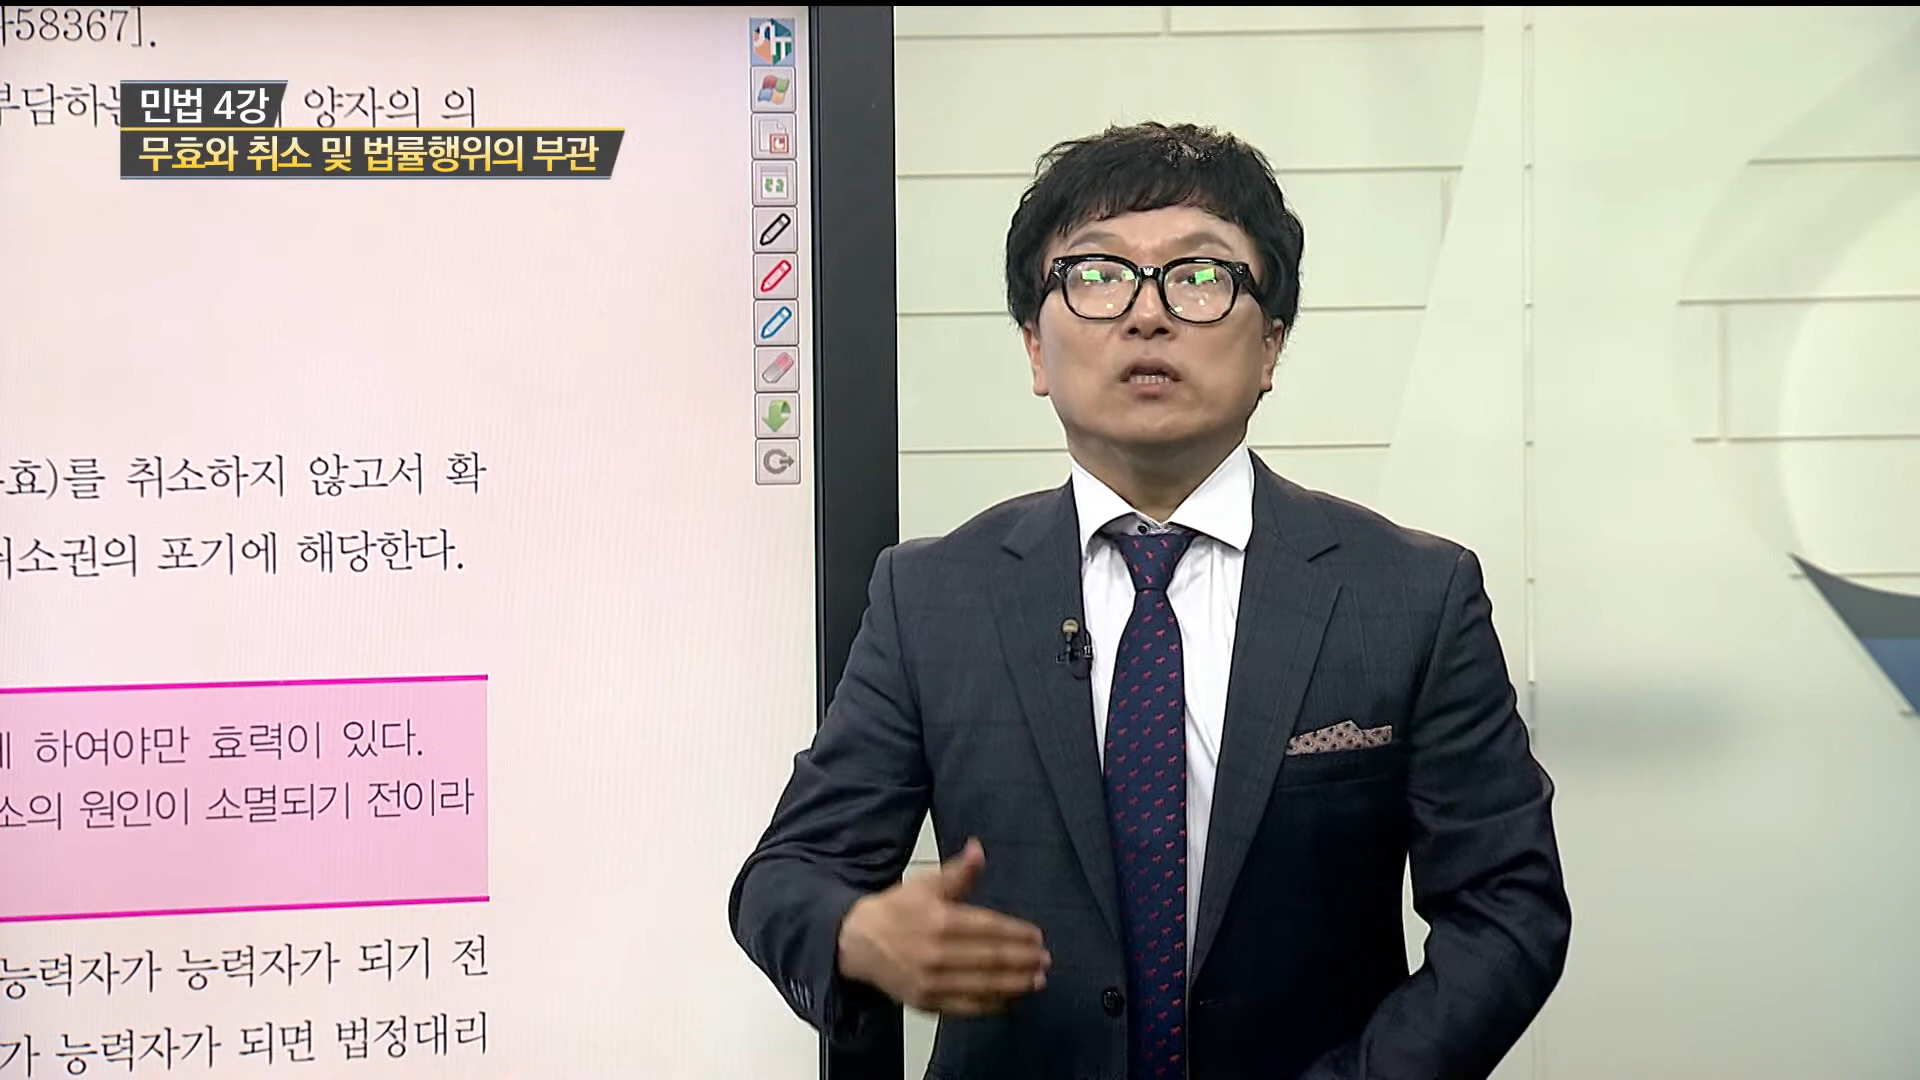 58367].
부담하는
양자의 의
민법 4강
무효와 취소 및 법률행위의 부관
효)를 취소하지 않고서 확
취소권의 포기에 해당한다.
하여야만 효력이 있다.
소의 원인이 소멸되기 전이라
능력자가 능력자가 되기 전
가 능력자가 되면 법정대리